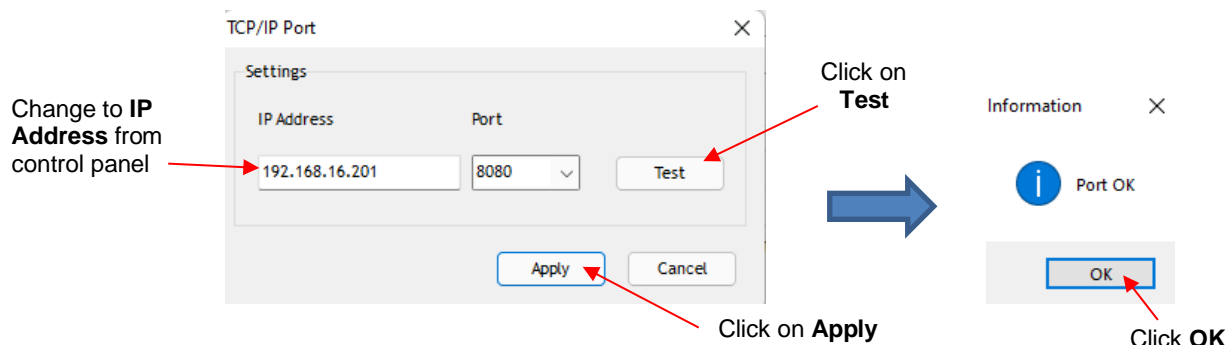 TCP/IP Port
Settings
Change to IP
Address from
control panel
IP Address
Port
192.168.16.201
8080
Test
Click on
Test
Apply
Cancel
Click on Apply
Information
Port OK
OK
Click OK